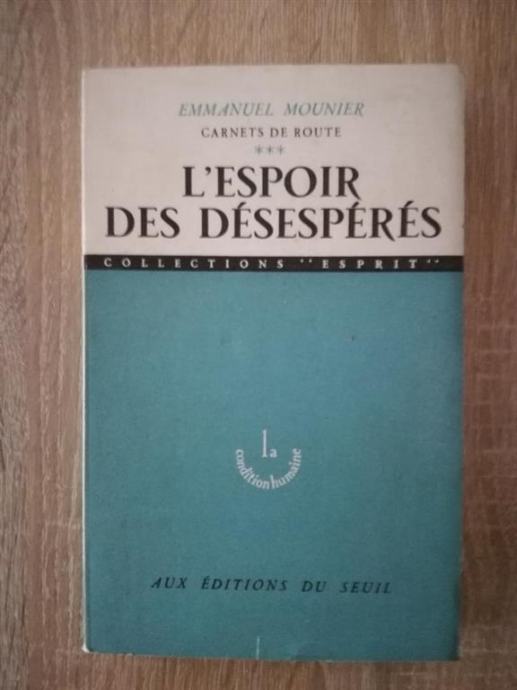 EMMANUEL MOUNIER
CARNETS DE ROUTE
***
L'ESPOIR
DES DÉSESPÉRÉS
COLLECTIONS "ESPRIT"
la
condition humaine
AUX ÉDITIONS DU SEUIL